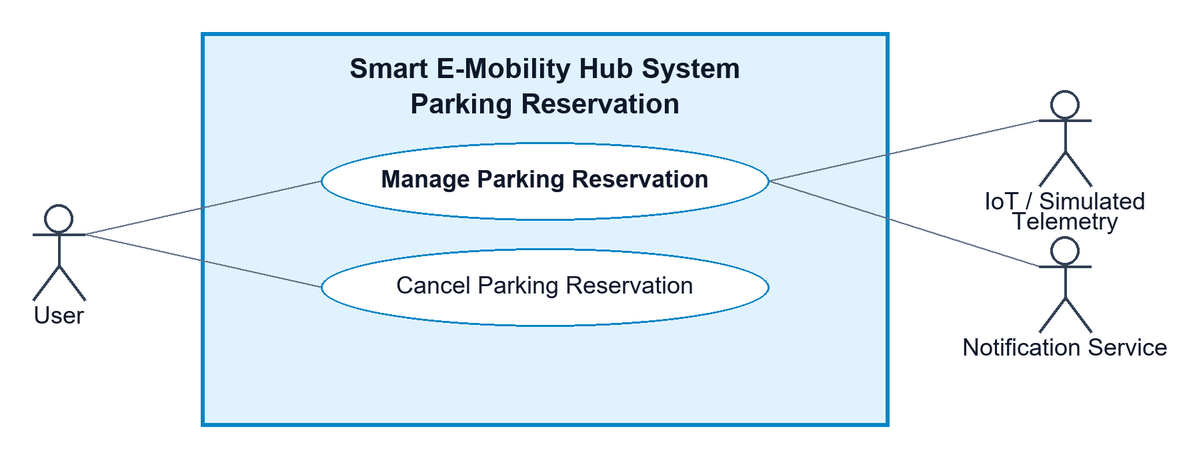 Smart E-Mobility Hub System
Parking Reservation
Manage Parking Reservation
Cancel Parking Reservation
User
IoT / Simulated
Telemetry
Notification Service